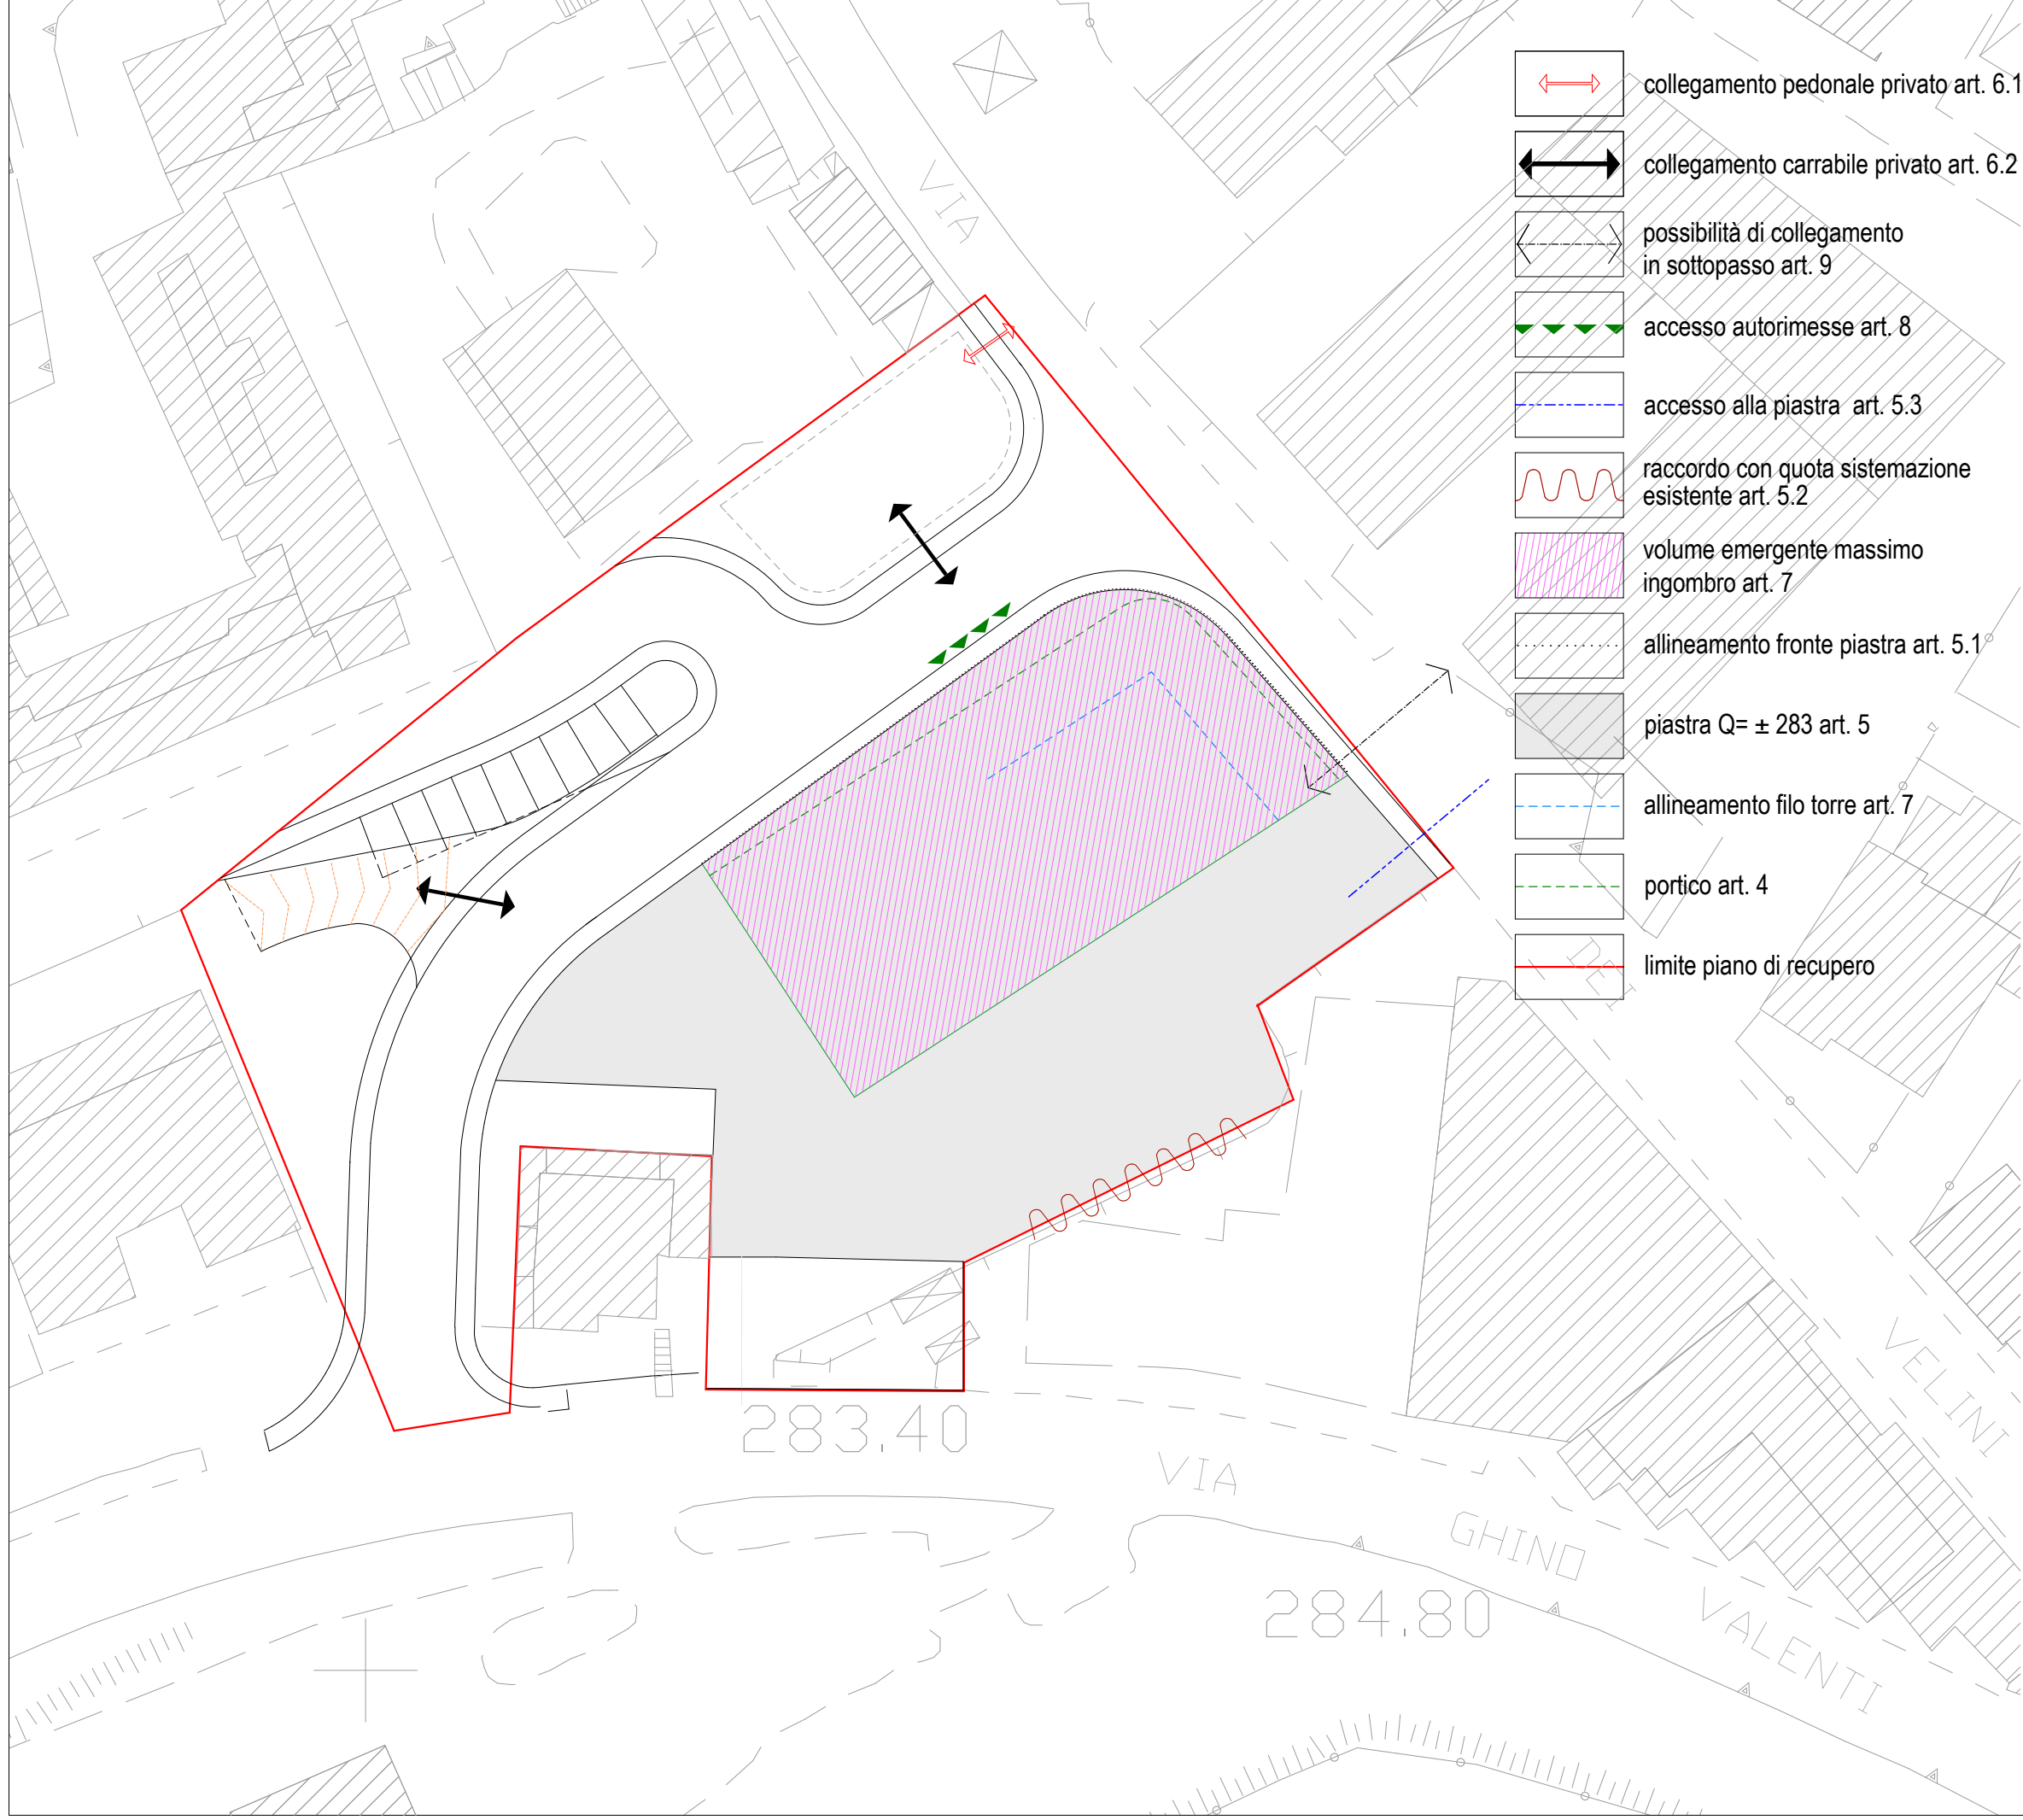 collegamento pedonale privato art. 6.1
collegamento carrabile privato art. 6.2
possibilità di collegamento
in sottopasso art. 9
accesso autorimesse art. 8
accesso alla piastra art. 5.3
raccordo con quota sistemazione
esistente art. 5.2
volume emergente massimo
ingombro art. 7
allineamento fronte piastra art. 5.1
piastra Q= ± 283 art. 5
allineamento filo torre art. 7
portico art. 4
limite piano di recupero
VIA
DEI
VELINI
283.40
VIA
GHINO
VALENTI
284.80